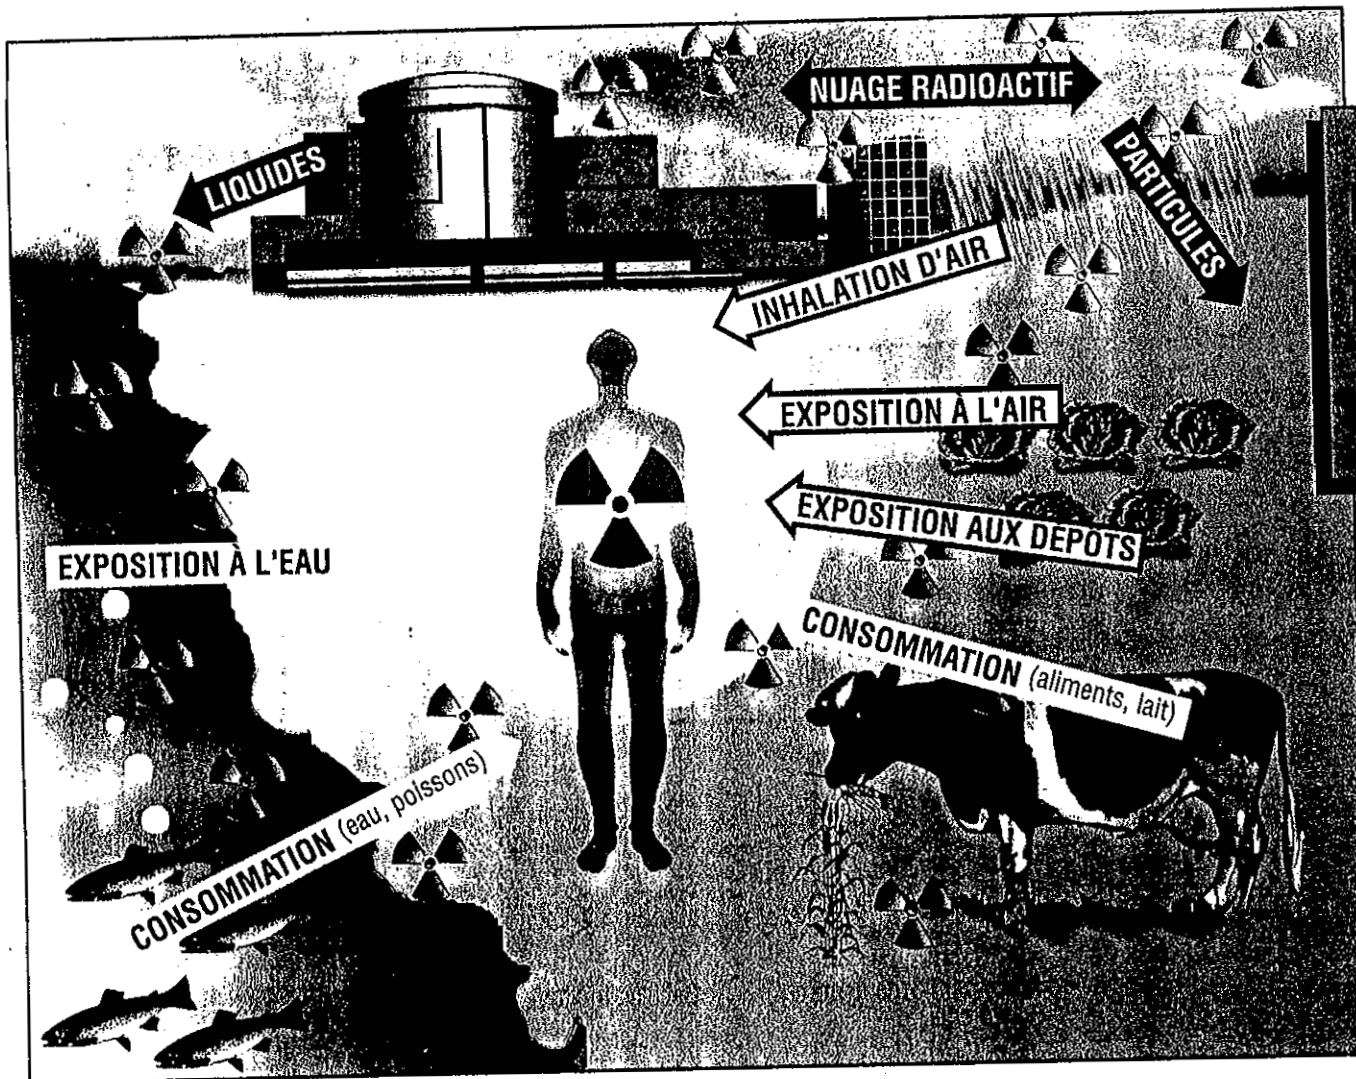 NUAGE RADIOACTIF
LIQUIDES
PARTICULES
INHALATION D'AIR
EXPOSITION À L'AIR
EXPOSITION AUX DEPOTS
EXPOSITION À L'EAU
CONSOMMATION (aliments, lait)
CONSOMMATION (eau, poissons)